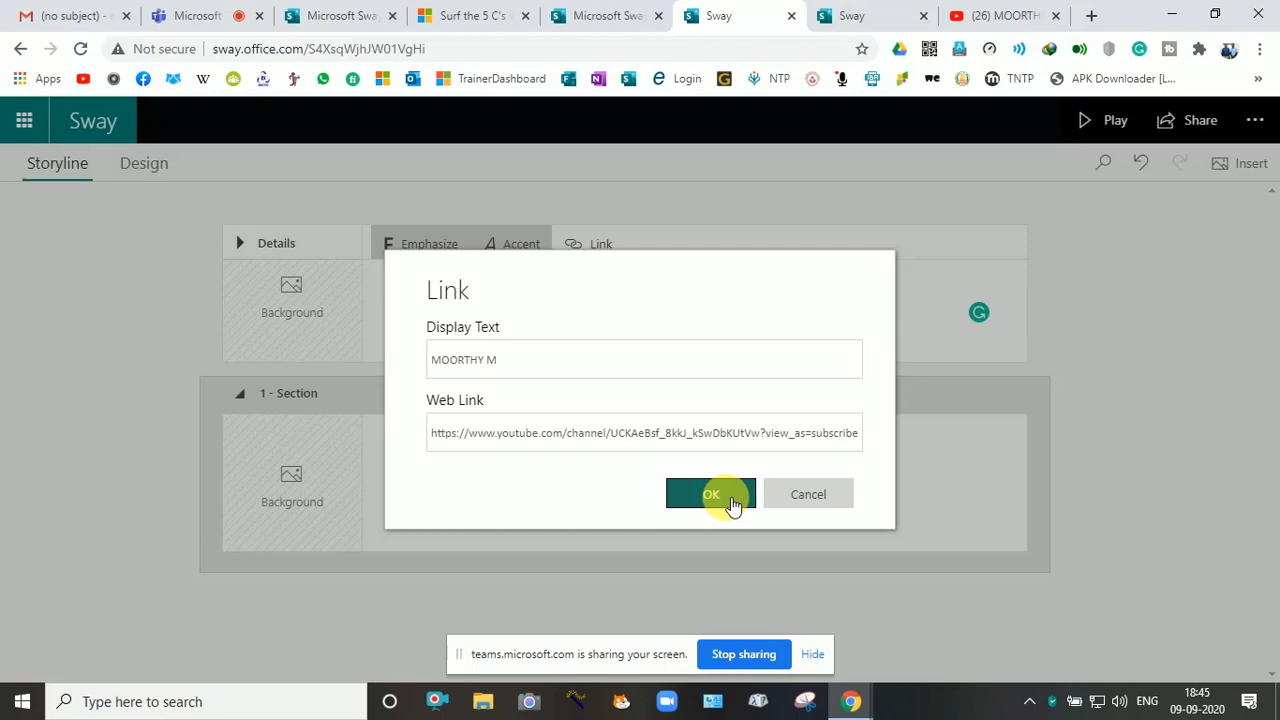 (no subject) -
Microsoft
Microsoft Sway
Surf the 5 C's
Microsoft Sway
Sway
Sway
(26) MOORTH
Not secure
sway.office.com/S4XsqWjhJW01VgHi
Apps
TrainerDashboard
Login
NTP
we
TNTP
APK Downloader [L...
»
Sway
Play
Share
Storyline
Design
Insert
Details
Emphasize
A Accent
Link
Background
Link
Display Text
MOORTHY M
Web Link
https://www.youtube.com/channel/UCKAeBsf_8kkJ_kSwDbKUtVw?view_as=subscribe
1 - Section
Background
OK
Cancel
teams.microsoft.com is sharing your screen.
Stop sharing
Hide
Type here to search
ENG
18:45
09-09-2020